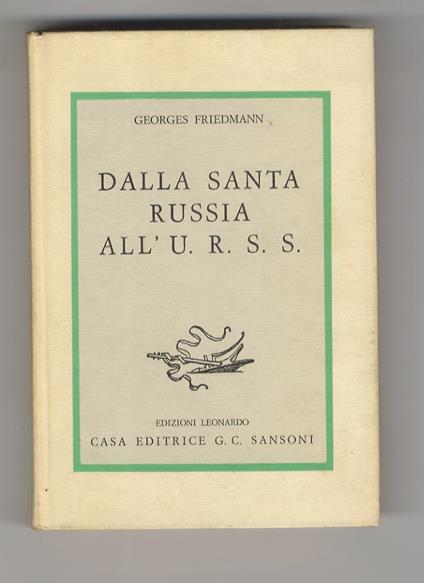 GEORGES FRIEDMANN
DALLA SANTA
RUSSIA
ALL' U. R. S. S.
EDIZIONI LEONARDO
CASA EDITRICE G. C. SANSONI